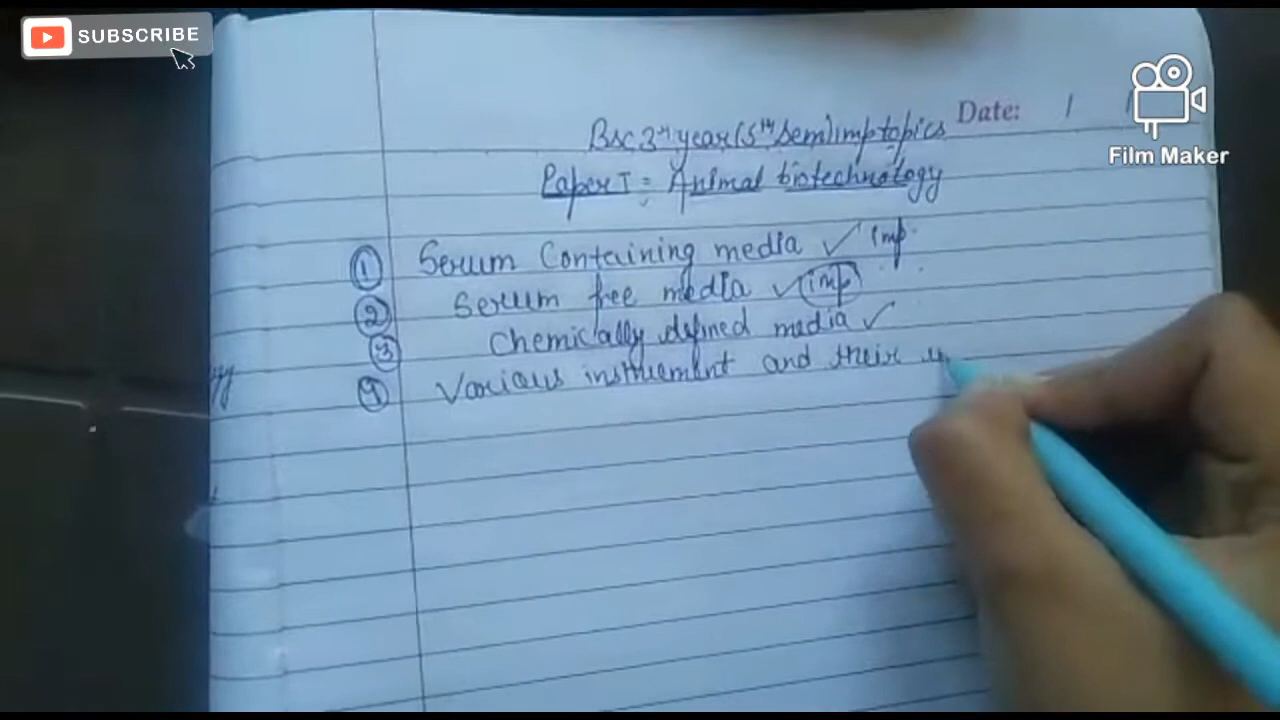 SUBSCRIBE
Film Maker
Date: / /
Bsc 3rd year (5th Sem) imp topics
Paper I = Animal biotechnology
① Serum Containing media ✓ imp.
② Serum free media ✓ imp
③ Chemically defined media ✓
④ Various instruement and their